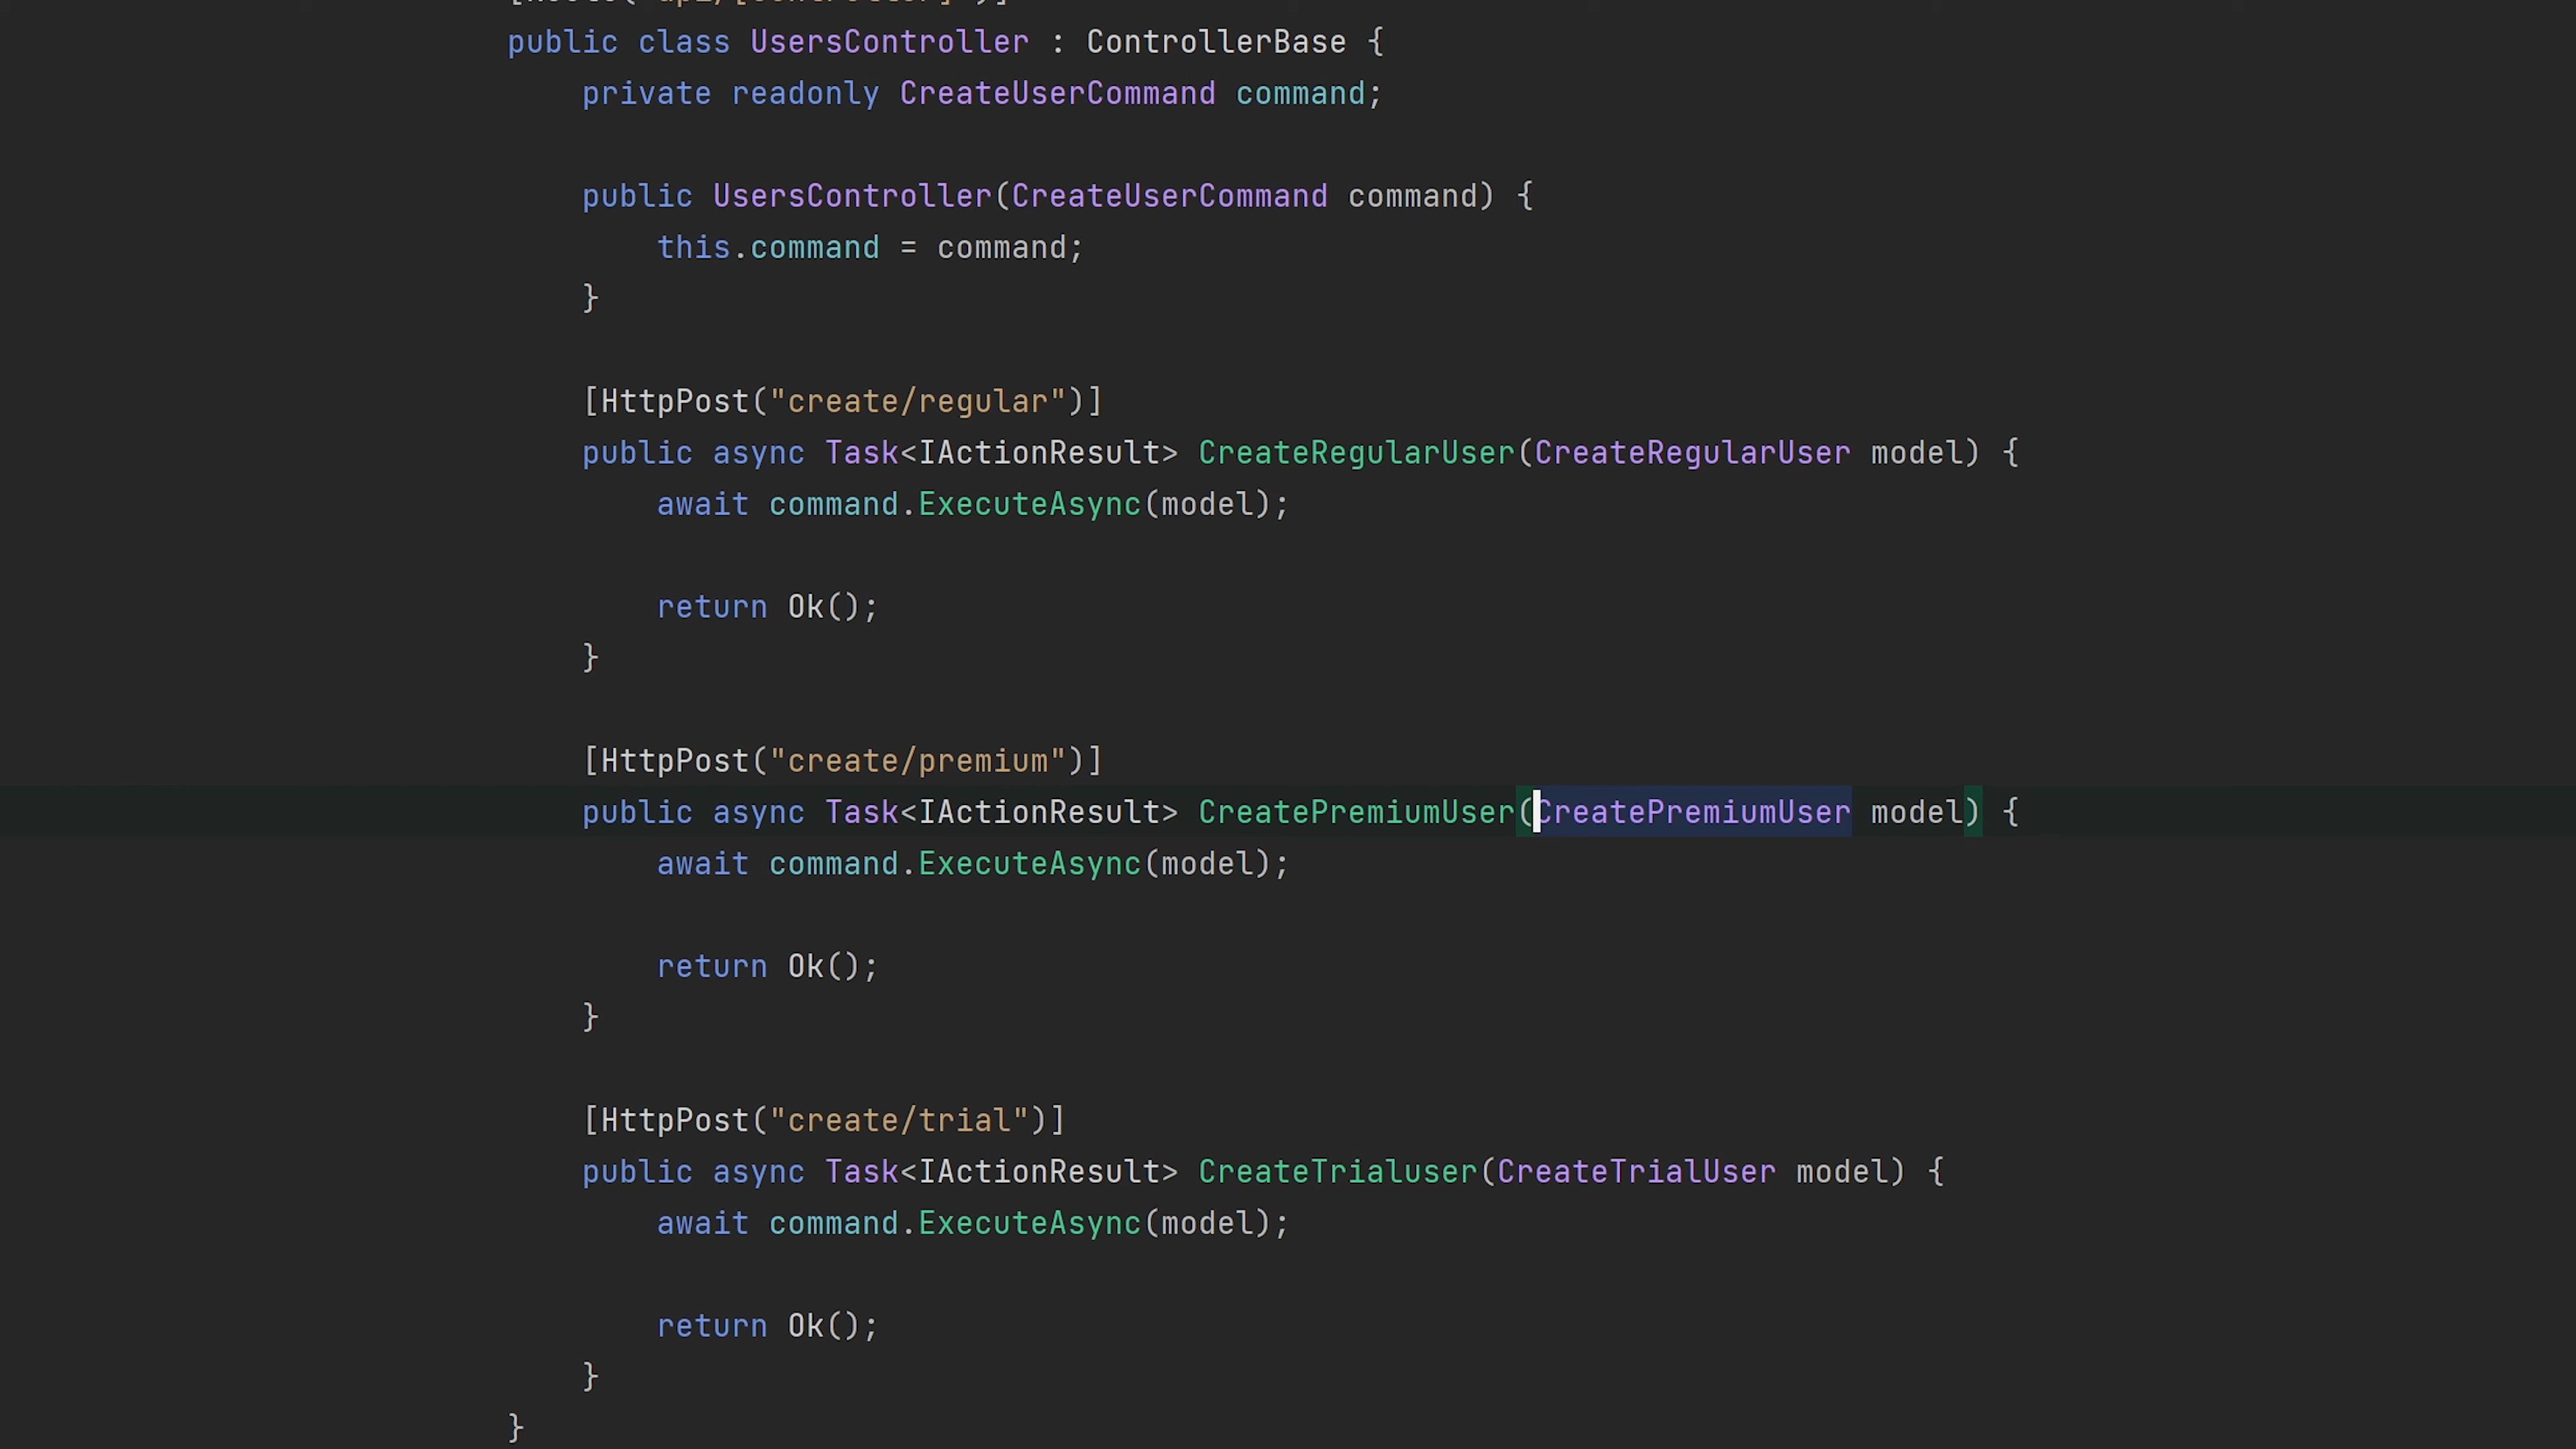 public class UsersController : ControllerBase {
private readonly CreateUserCommand command;
public UsersController(CreateUserCommand command) {
this.command = command;
}
[HttpPost("create/regular")]
public async Task<IActionResult> CreateRegularUser(CreateRegularUser model) {
await command.ExecuteAsync(model);
return Ok();
}
[HttpPost("create/premium")]
public async Task<IActionResult> CreatePremiumUser(CreatePremiumUser model) {
await command.ExecuteAsync(model);
return Ok();
}
[HttpPost("create/trial")]
public async Task<IActionResult> CreateTrialuser(CreateTrialUser model) {
await command.ExecuteAsync(model);
return Ok();
}
}